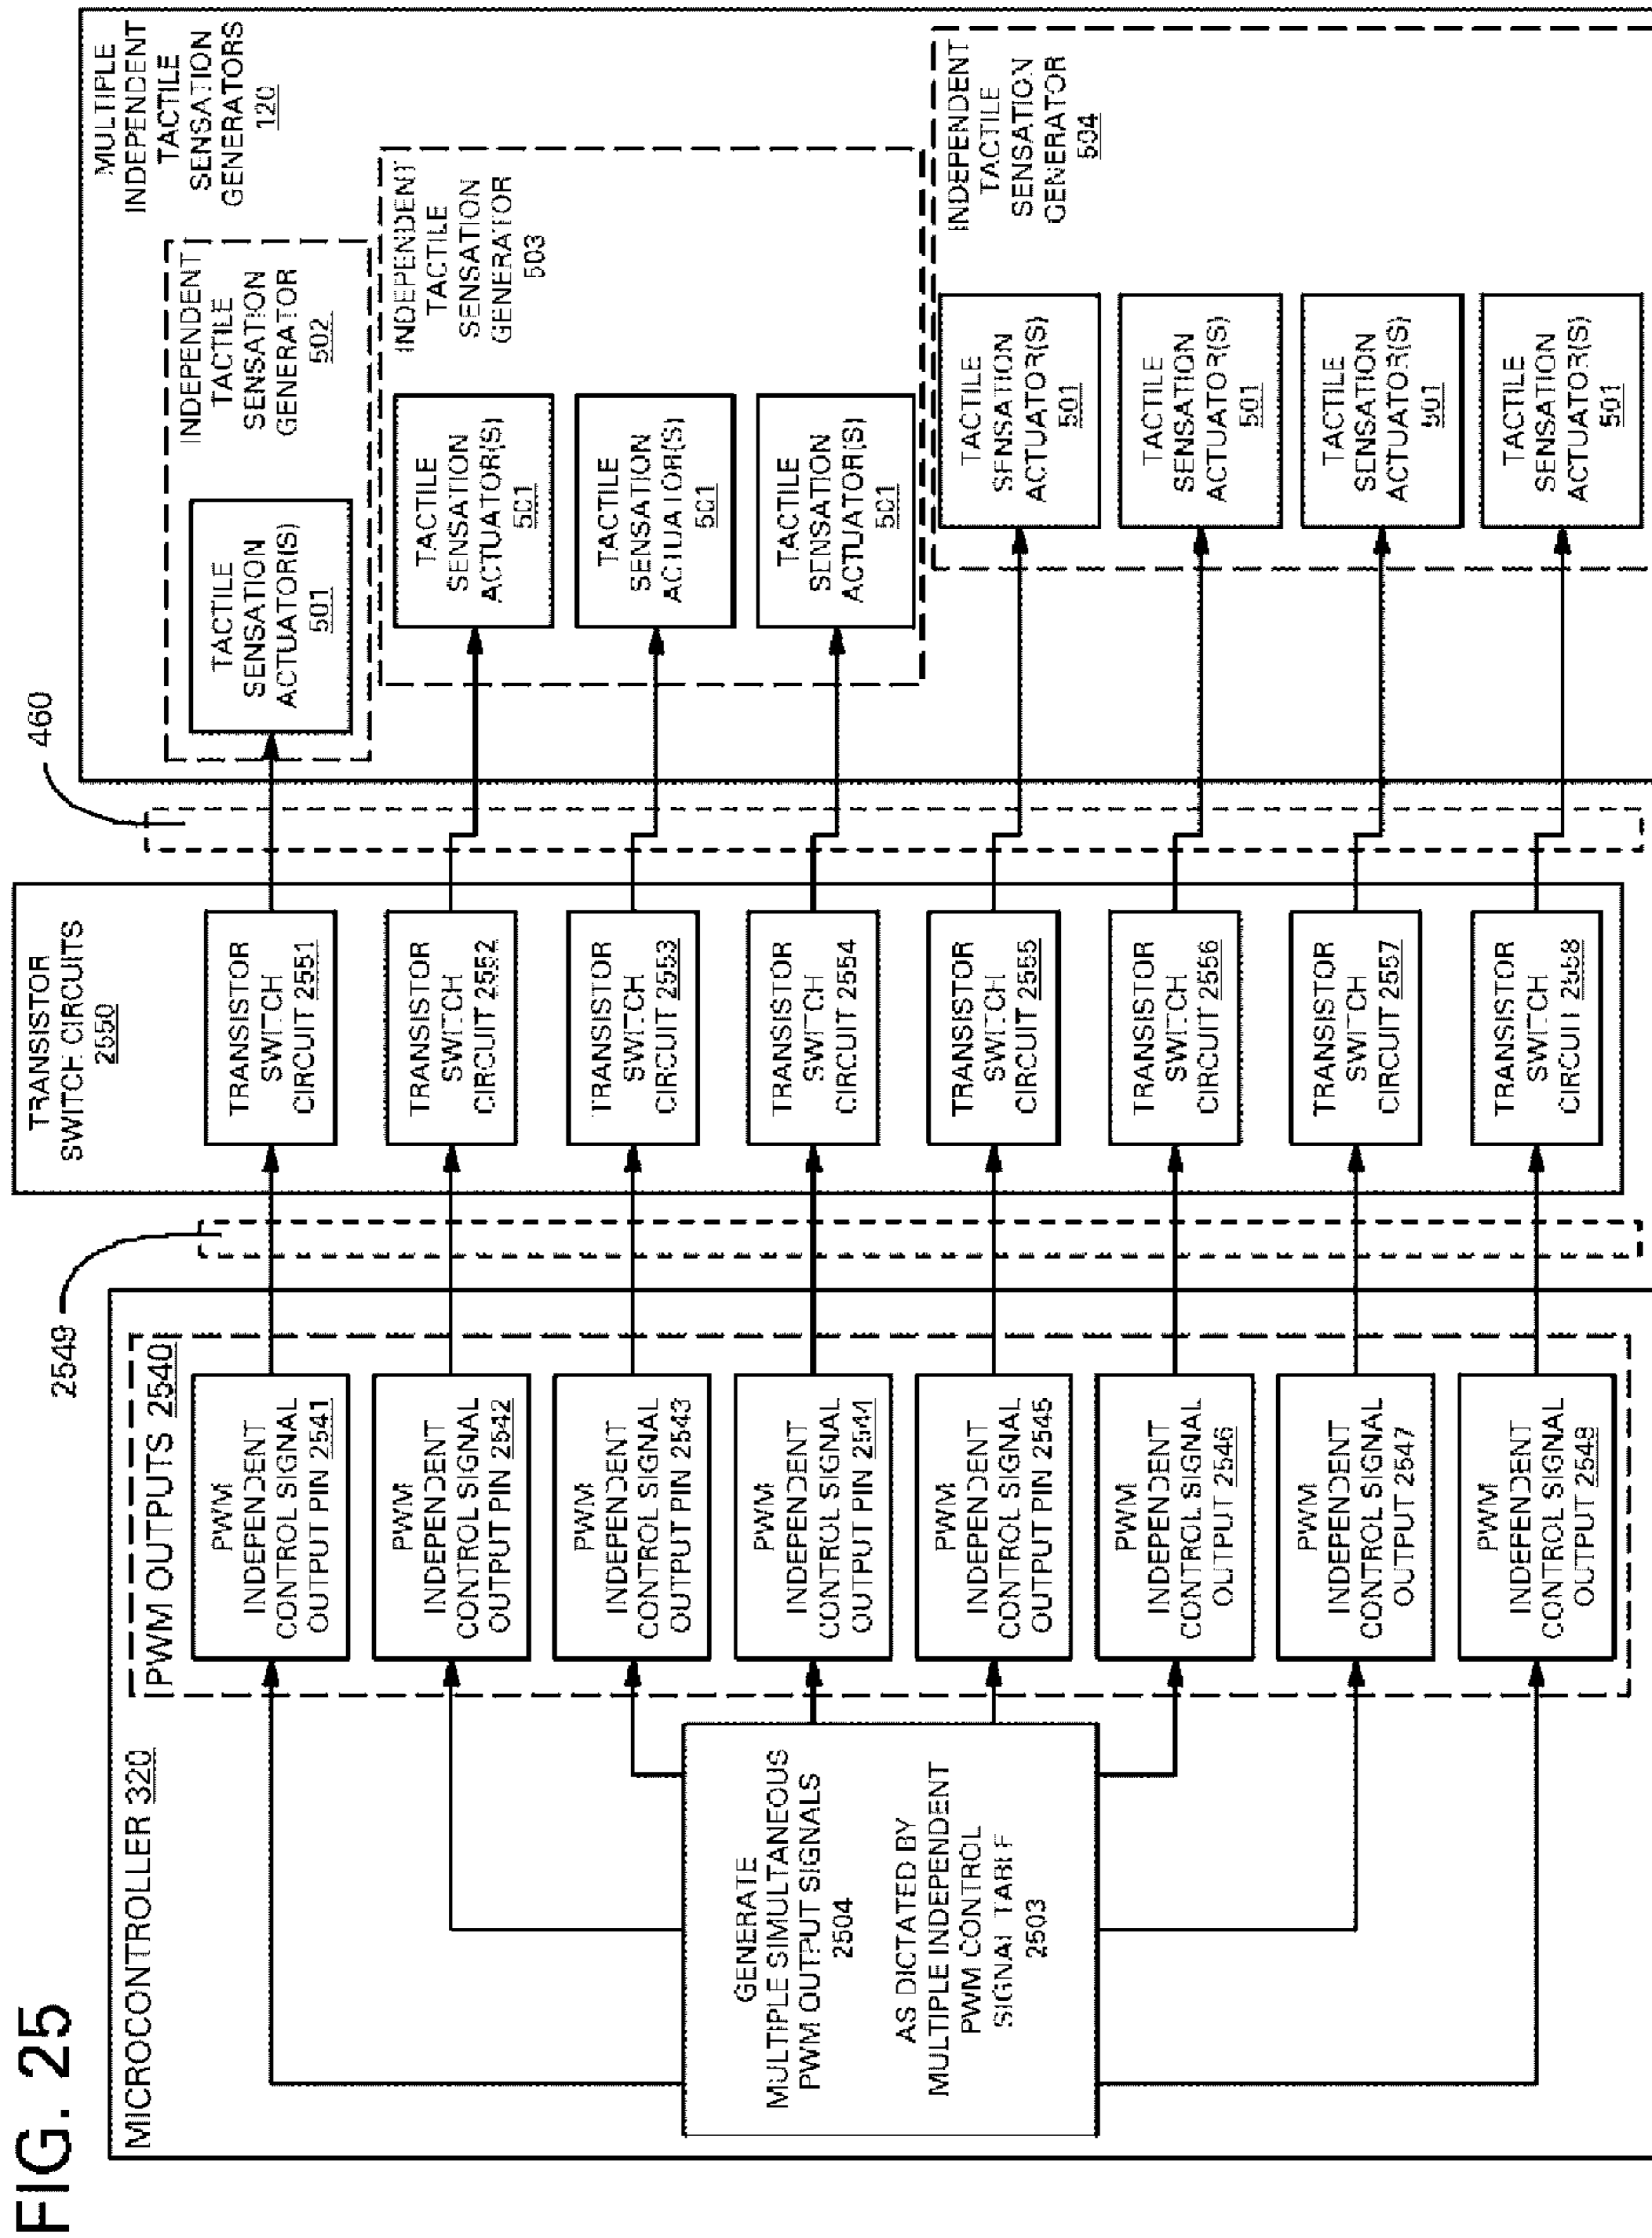 FIG. 25
MICROCONTROLLER 320
GENERATE
MULTIPLE SIMULTANEOUS
PWM OUTPUT SIGNALS
2504
AS DICTATED BY
MULTIPLE INDEPENDENT
PWM CONTROL
SIGNAL TABLE
2503
PWM OUTPUTS 2540
PWM
INDEPENDENT
CONTROL SIGNAL
OUTPUT PIN 2541
PWM
INDEPENDENT
CONTROL SIGNAL
OUTPUT PIN 2542
PWM
INDEPENDENT
CONTROL SIGNAL
OUTPUT PIN 2543
PWM
INDEPENDENT
CONTROL SIGNAL
OUTPUT PIN 2544
PWM
INDEPENDENT
CONTROL SIGNAL
OUTPUT PIN 2545
PWM
INDEPENDENT
CONTROL SIGNAL
OUTPUT 2546
PWM
INDEPENDENT
CONTROL SIGNAL
OUTPUT 2547
PWM
INDEPENDENT
CONTROL SIGNAL
OUTPUT 2548
2549
TRANSISTOR
SWITCH CIRCUITS
2550
TRANSISTOR
SWITCH
CIRCUIT 2551
TRANSISTOR
SWITCH
CIRCUIT 2552
TRANSISTOR
SWITCH
CIRCUIT 2553
TRANSISTOR
SWITCH
CIRCUIT 2554
TRANSISTOR
SWITCH
CIRCUIT 2555
TRANSISTOR
SWITCH
CIRCUIT 2556
TRANSISTOR
SWITCH
CIRCUIT 2557
TRANSISTOR
SWITCH
CIRCUIT 2558
460
MULTIPLE
INDEPENDENT
TACTILE
SENSATION
GENERATORS
120
INDEPENDENT
TACTILE
SENSATION
GENERATOR
502
TACTILE
SENSATION
ACTUATOR(S)
501
INDEPENDENT
TACTILE
SENSATION
GENERATOR
503
TACTILE
SENSATION
ACTUATOR(S)
501
TACTILE
SENSATION
ACTUATOR(S)
501
TACTILE
SENSATION
ACTUATOR(S)
501
INDEPENDENT
TACTILE
SENSATION
GENERATOR
504
TACTILE
SENSATION
ACTUATOR(S)
501
TACTILE
SENSATION
ACTUATOR(S)
501
TACTILE
SENSATION
ACTUATOR(S)
501
TACTILE
SENSATION
ACTUATOR(S)
501